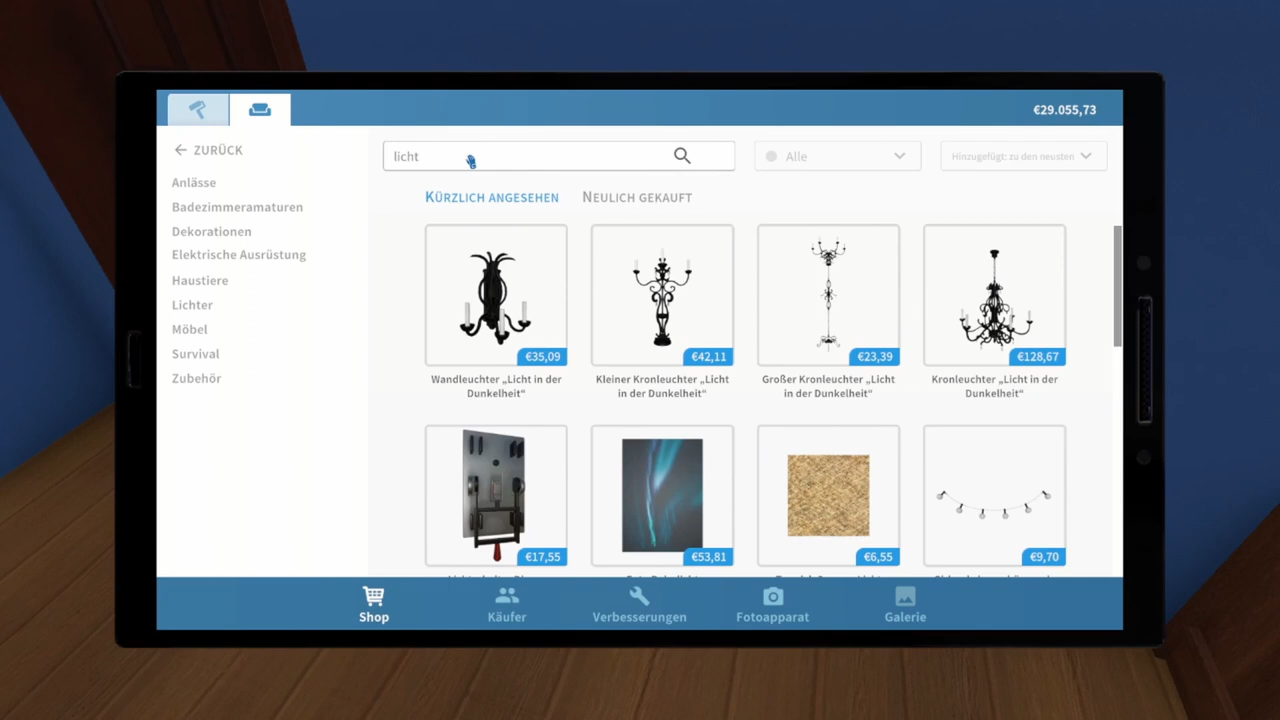 €29.055,73
ZURÜCK
licht
Alle
Hinzugefügt: zu den neusten
Anlässe
Badezimmeramaturen
Dekorationen
Elektrische Ausrüstung
Haustiere
Lichter
Möbel
Survival
Zubehör
KÜRZLICH ANGESEHEN
NEULICH GEKAUFT
€35,09
€42,11
€23,39
€128,67
Wandleuchter „Licht in der
Dunkelheit“
Kleiner Kronleuchter „Licht
in der Dunkelheit“
Großer Kronleuchter „Licht
in der Dunkelheit“
Kronleuchter „Licht in der
Dunkelheit“
€17,55
€53,81
€6,55
€9,70
Shop
Käufer
Verbesserungen
Fotoapparat
Galerie